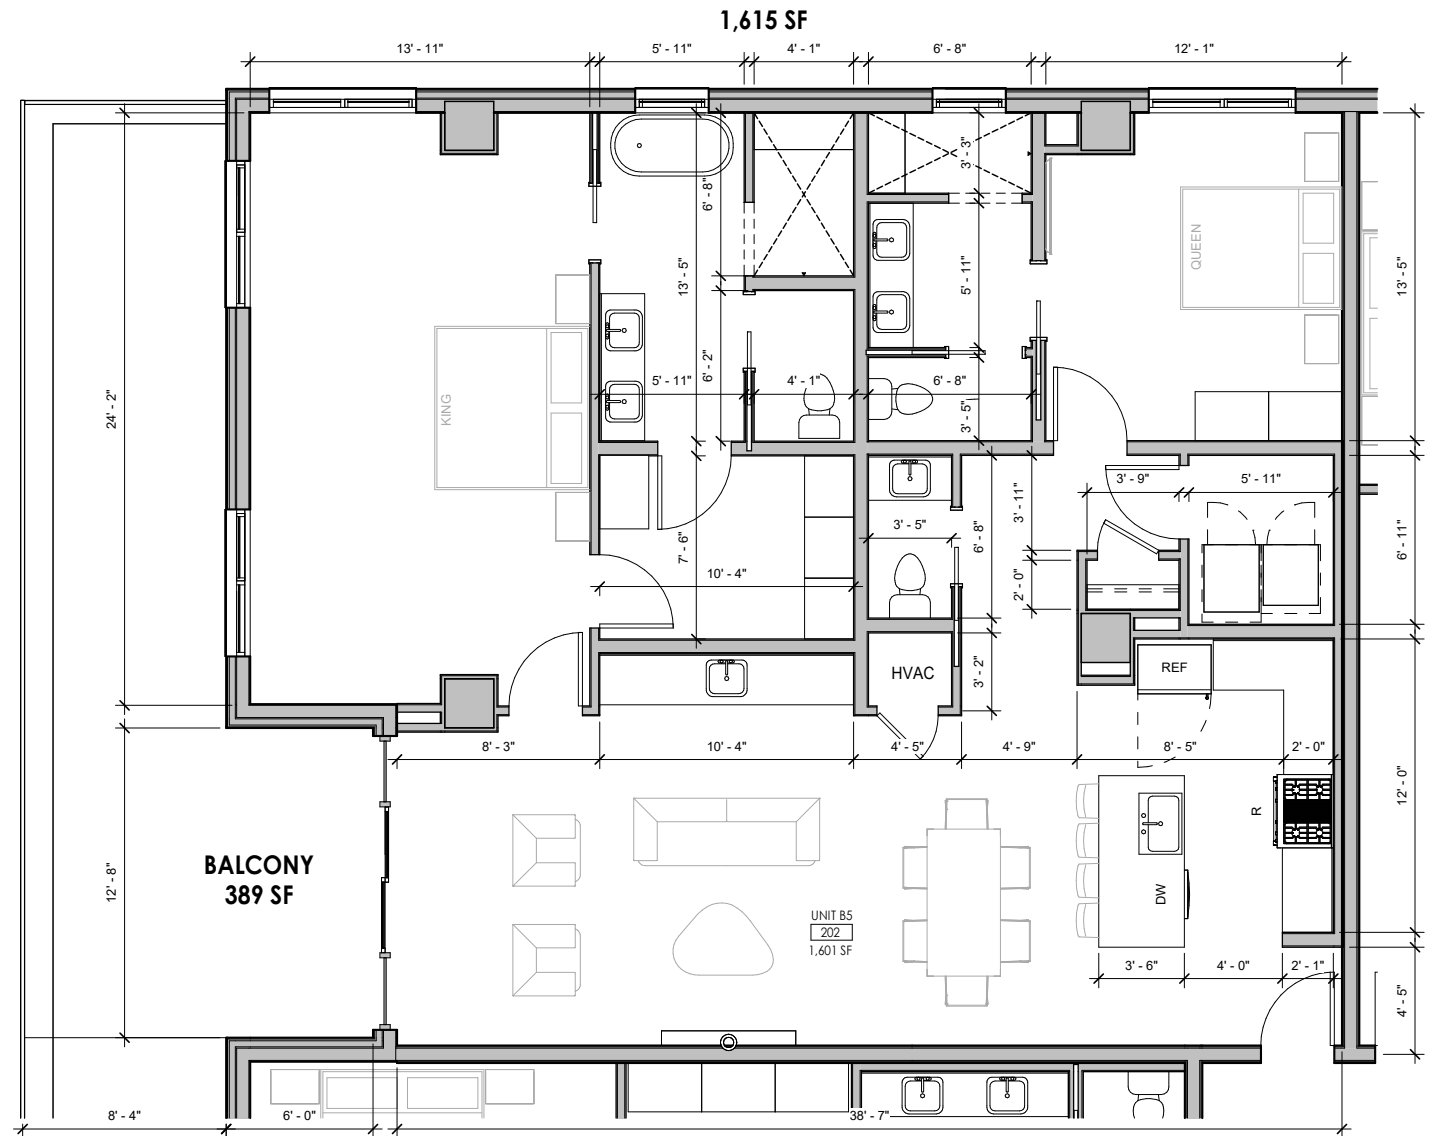 1,615 SF
13' - 11"
5' - 11"
4' - 1"
6' - 8"
12' - 1"
3' - 3"
6' - 8"
13' - 5"
5' - 11"
QUEEN
13' - 5"
24' - 2"
KING
6' - 2"
5' - 11"
4' - 1"
6' - 8"
3' - 5"
3' - 9"
5' - 11"
3' - 11"
3' - 5"
6' - 8"
6' - 11"
7' - 6"
10' - 4"
2' - 0"
HVAC
3' - 2"
REF
8' - 3"
10' - 4"
4' - 5"
4' - 9"
8' - 5"
2' - 0"
12' - 0"
R
BALCONY
389 SF
12' - 8"
DW
UNIT B5
202
1,601 SF
3' - 6"
4' - 0"
2' - 1"
4' - 5"
8' - 4"
6' - 0"
38' - 7"